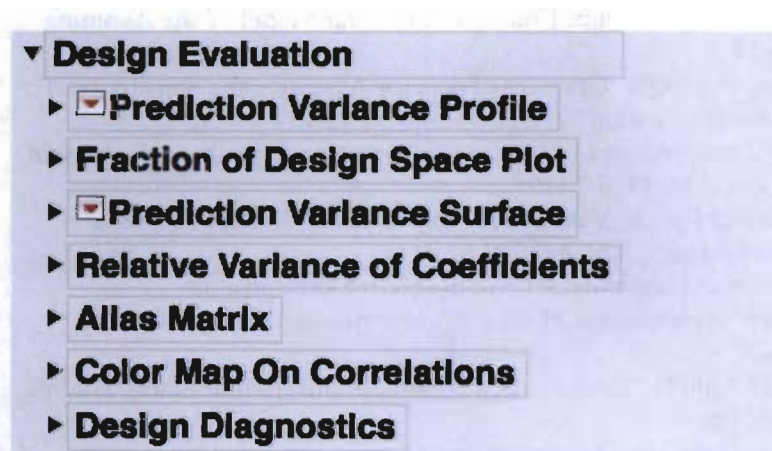 Design Evaluation
Prediction Variance Profile
Fraction of Design Space Plot
Prediction Variance Surface
Relative Variance of Coefficients
Alias Matrix
Color Map On Correlations
Design Diagnostics